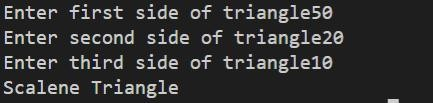 Enter first side of triangle50
Enter second side of triangle20
Enter third side of triangle10
Scalene Triangle